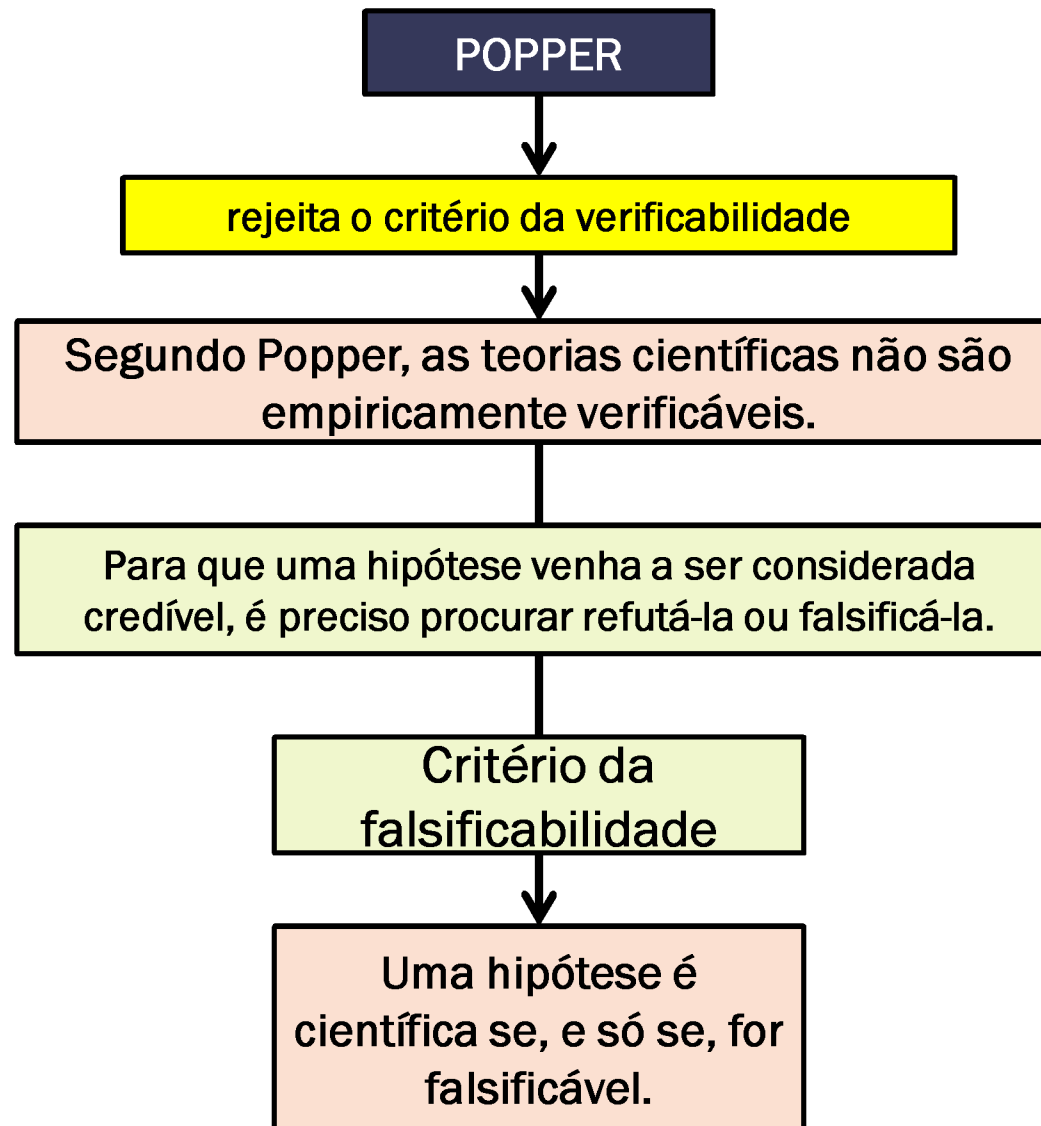 POPPER
rejeita o critério da verificabilidade
Segundo Popper, as teorias científicas não são
empiricamente verificáveis.
Para que uma hipótese venha a ser considerada
credível, é preciso procurar refutá-la ou falsificá-la.
Critério da
falsificabilidade
Uma hipótese é
científica se, e só se, for
falsificável.